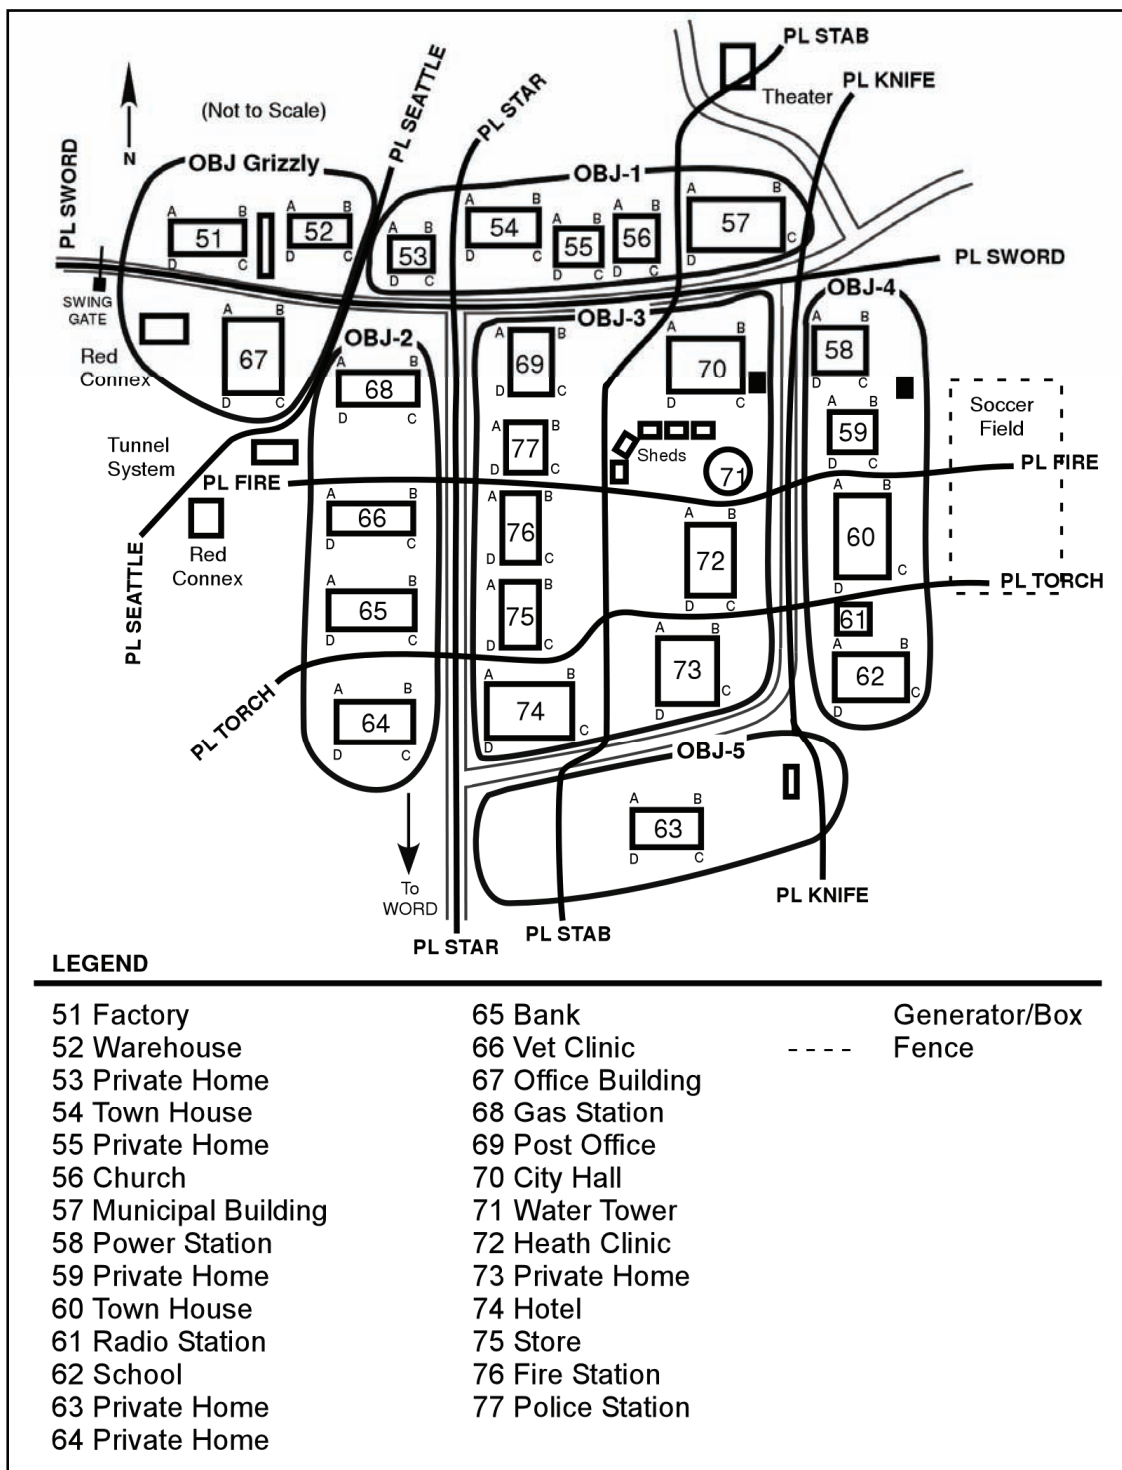 PL STAB
PL KNIFE
Theater
PL SEATTLE
PL STAR
(Not to Scale)
N
PL SWORD
OBJ Grizzly
OBJ-1
A B
51
D C
A B
52
D C
A B
53
D C
A B
54
D C
A B
55
D C
A B
56
D C
A B
57
D C
PL SWORD
SWING
GATE
Red
Connex
A B
67
D C
OBJ-2
A B
68
D C
OBJ-3
A B
69
D C
A B
70
D C
OBJ-4
A B
58
D C
A B
59
D C
Soccer
Field
Tunnel
System
A B
77
D C
Sheds
71
PL FIRE
PL FIRE
Red
Connex
PL SEATTLE
A B
66
D C
A B
76
D C
A B
72
D C
A B
60
D C
PL TORCH
A B
65
D C
A B
75
D C
61
A B
73
D C
A B
62
D C
PL TORCH
A B
64
D C
A B
74
D C
OBJ-5
A B
63
D C
To
WORD
PL KNIFE
PL STAB
PL STAR
LEGEND
51 Factory
52 Warehouse
53 Private Home
54 Town House
55 Private Home
56 Church
57 Municipal Building
58 Power Station
59 Private Home
60 Town House
61 Radio Station
62 School
63 Private Home
64 Private Home
65 Bank
66 Vet Clinic
67 Office Building
68 Gas Station
69 Post Office
70 City Hall
71 Water Tower
72 Heath Clinic
73 Private Home
74 Hotel
75 Store
76 Fire Station
77 Police Station
Generator/Box
Fence